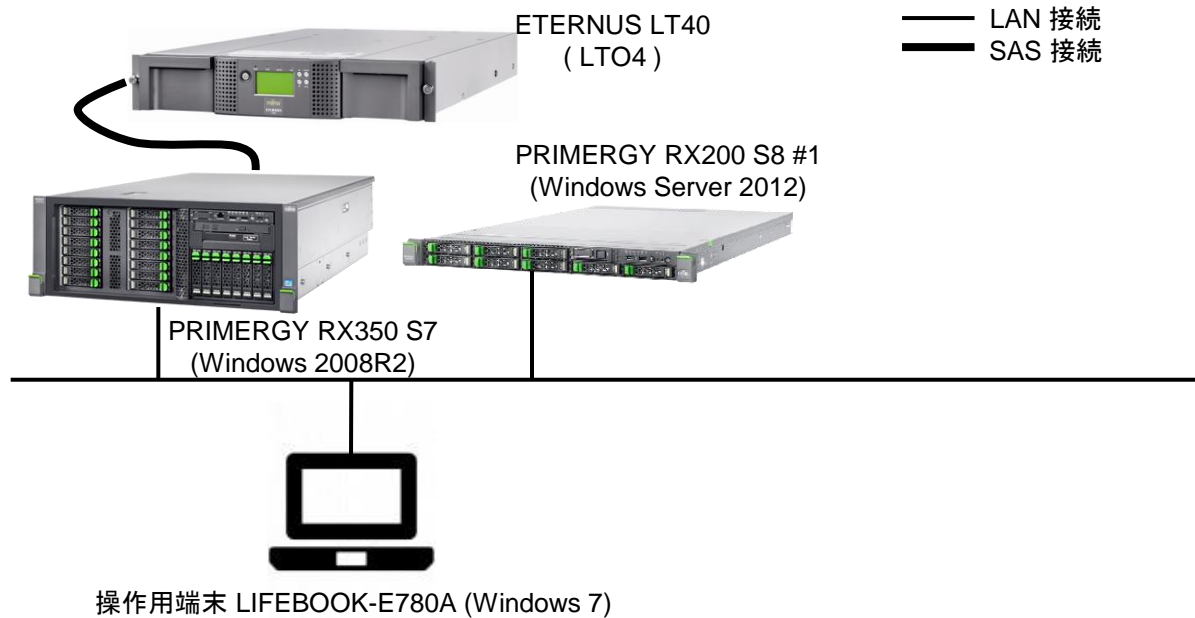 ETERNUS LT40
( LTO4 )
LAN 接続
SAS 接続
PRIMERGY RX200 S8 #1
(Windows Server 2012)
PRIMERGY RX350 S7
(Windows 2008R2)
操作用端末 LIFEBOOK-E780A (Windows 7)